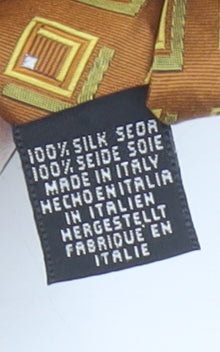 100% SILK SEDA
100% SEIDE SOIE
MADE IN ITALY
HECHO EN ITALIA
IN ITALIEN
HERGESTELLT
FABRIQUE EN
ITALIE